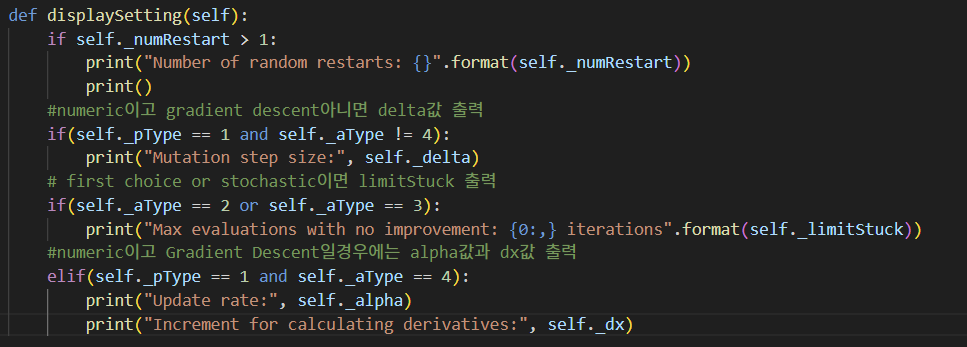 def displaySetting(self):
    if self._numRestart > 1:
        print("Number of random restarts: {}".format(self._numRestart))
        print()
    #numeric이고 gradient descent아니면 delta값 출력
    if(self._pType == 1 and self._aType != 4):
        print("Mutation step size:", self._delta)
    # first choice or stochastic이면 limitStuck 출력
    if(self._aType == 2 or self._aType == 3):
        print("Max evaluations with no improvement: {0:,} iterations".format(self._limitStuck))
    #numeric이고 Gradient Descent일경우에는 alpha값과 dx값 출력
    elif(self._pType == 1 and self._aType == 4):
        print("Update rate:", self._alpha)
        print("Increment for calculating derivatives:", self._dx)